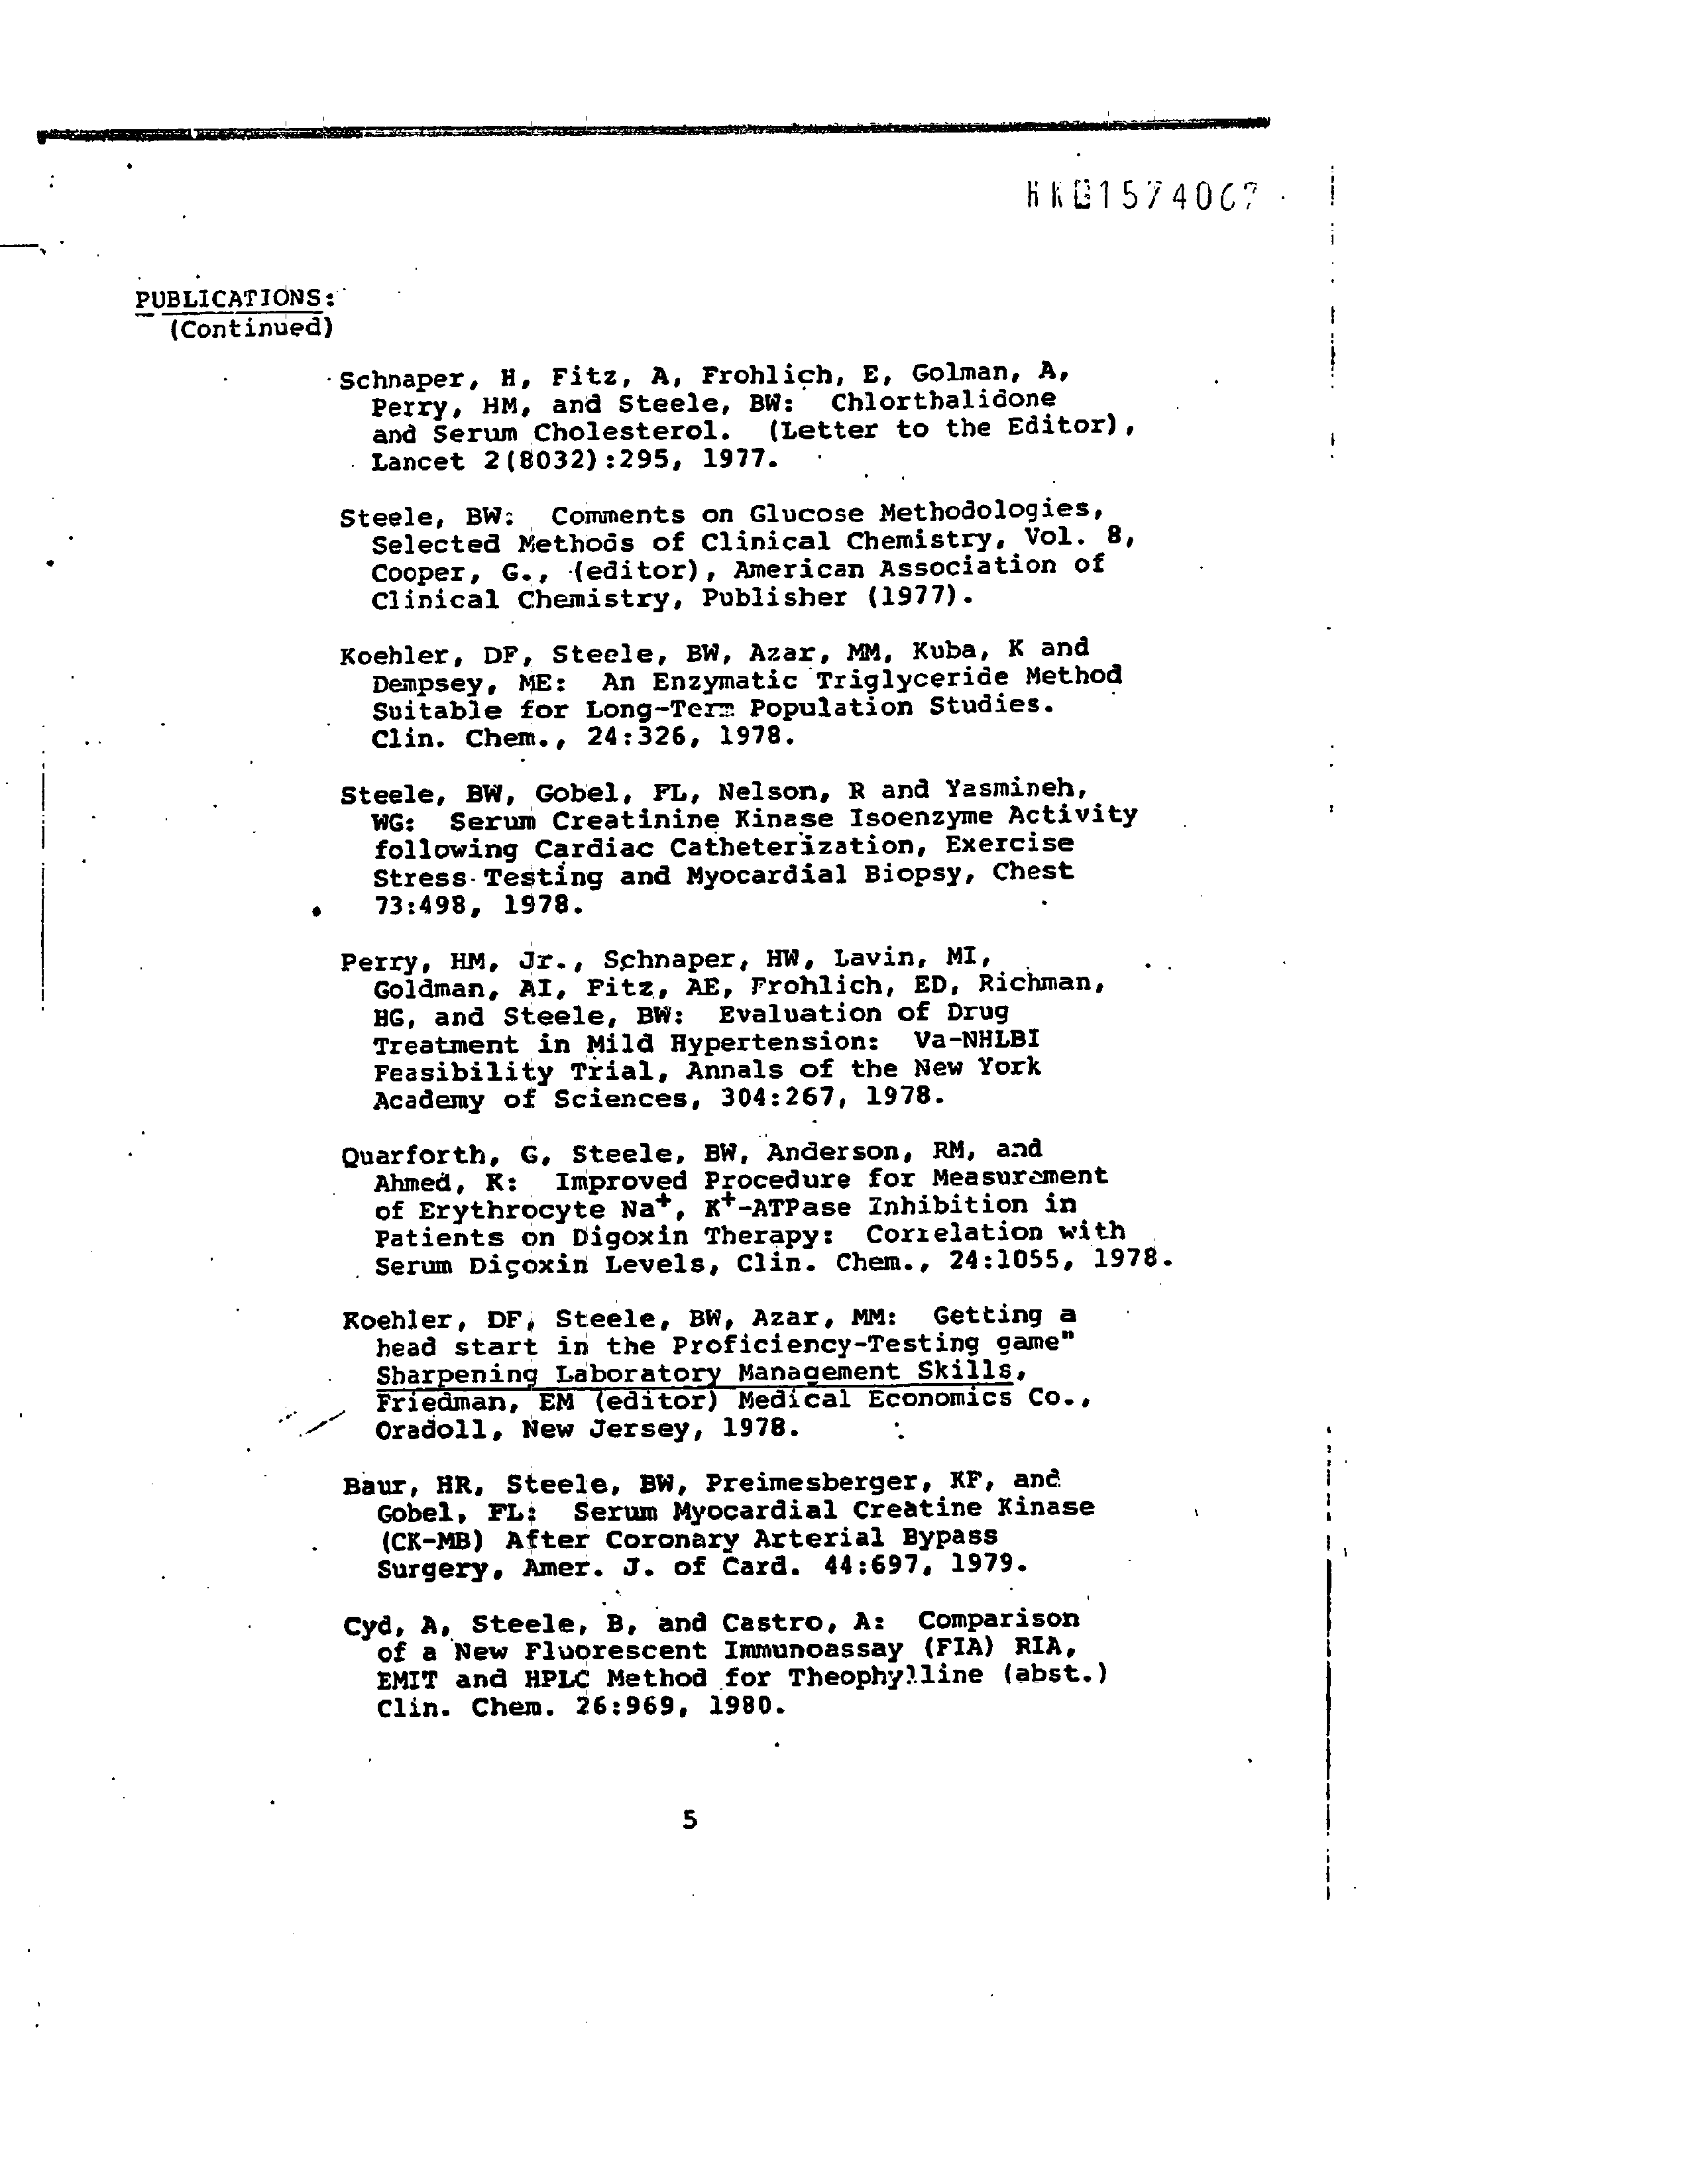 PUBLICATIONS:
(Continued)
Schnaper, H, Fitz, A, Frohlich, E, Golman, A,
Perry, HM, and Steele, BW: Chlorthalidone
and Serum Cholesterol. (Letter to the Editor),
Lancet 2(8032):295, 1977.
Steele, BW: Comments on Glucose Methodologies,
Selected Methods of Clinical Chemistry, Vol. 8,
Cooper, G., (editor), American Association of
Clinical Chemistry, Publisher (1977).
Koehler, DF, Steele, BW, Azar, MM, Kuba, K and
Dempsey, ME: An Enzymatic Triglyceride Method
Suitable for Long-Term Population Studies.
Clin. Chem., 24:326, 1978.
Steele, BW, Gobel, FL, Nelson, R and Yasmineh,
WG: Serum Creatinine Kinase Isoenzyme Activity
following Cardiac Catheterization, Exercise
Stress Testing and Myocardial Biopsy, Chest
73:498, 1978.
Perry, HM, Jr., Schnaper, HW, Lavin, MI,
Goldman, AI, Fitz, AE, Frohlich, ED, Richman,
HG, and Steele, BW: Evaluation of Drug
Treatment in Mild Hypertension: Va-NHLBI
Feasibility Trial, Annals of the New York
Academy of Sciences, 304:267, 1978.
Quarforth, G, Steele, BW, Anderson, RM, and
Ahmed, K: Improved Procedure for Measurement
of Erythrocyte Na⁺, K⁺-ATPase Inhibition in
Patients on Digoxin Therapy: Correlation with
Serum Digoxin Levels, Clin. Chem., 24:1055, 1978.
Koehler, DF, Steele, BW, Azar, MM: Getting a
head start in the Proficiency-Testing game"
Sharpening Laboratory Management Skills,
Friedman, EM (editor) Medical Economics Co.,
Oradoll, New Jersey, 1978.
Baur, HR, Steele, BW, Preimesberger, KF, and
Gobel, FL: Serum Myocardial Creatine Kinase
(CK-MB) After Coronary Arterial Bypass
Surgery, Amer. J. of Card. 44:697, 1979.
Cyd, A, Steele, B, and Castro, A: Comparison
of a New Fluorescent Immunoassay (FIA) RIA,
EMIT and HPLC Method for Theophylline (abst.)
Clin. Chem. 26:969, 1980.
5